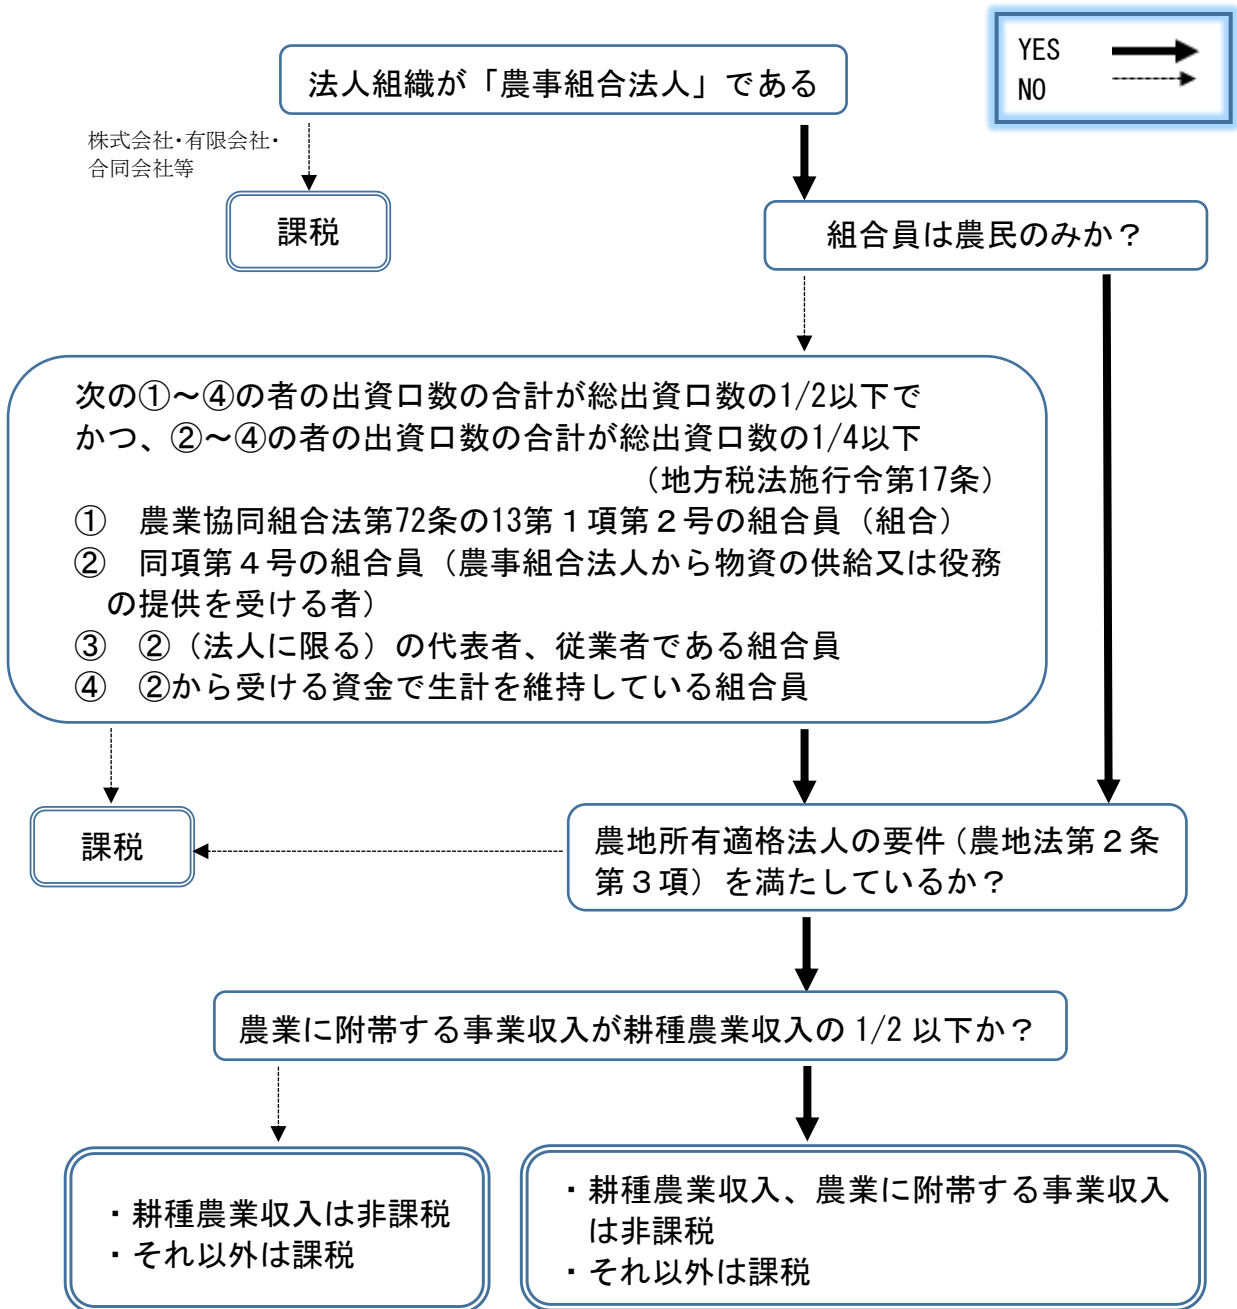 YES
NO
法人組織が「農事組合法人」である
株式会社・有限会社・
合同会社等
課税
組合員は農民のみか？
次の①～④の者の出資口数の合計が総出資口数の1/2以下で
かつ、②～④の者の出資口数の合計が総出資口数の1/4以下
（地方税法施行令第17条）
①　農業協同組合法第72条の13第１項第２号の組合員（組合）
②　同項第４号の組合員（農事組合法人から物資の供給又は役務
の提供を受ける者）
③　②（法人に限る）の代表者、従業者である組合員
④　②から受ける資金で生計を維持している組合員
課税
農地所有適格法人の要件（農地法第２条
第３項）を満たしているか？
農業に附帯する事業収入が耕種農業収入の 1/2 以下か？
・耕種農業収入は非課税
・それ以外は課税
・耕種農業収入、農業に附帯する事業収入
は非課税
・それ以外は課税